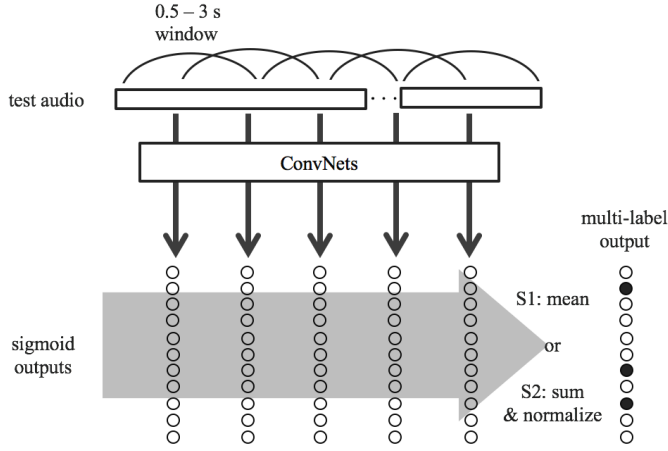 0.5 – 3 s
window
test audio
. . .
ConvNets
multi-label
output
S1: mean
or
sigmoid
outputs
S2: sum
& normalize